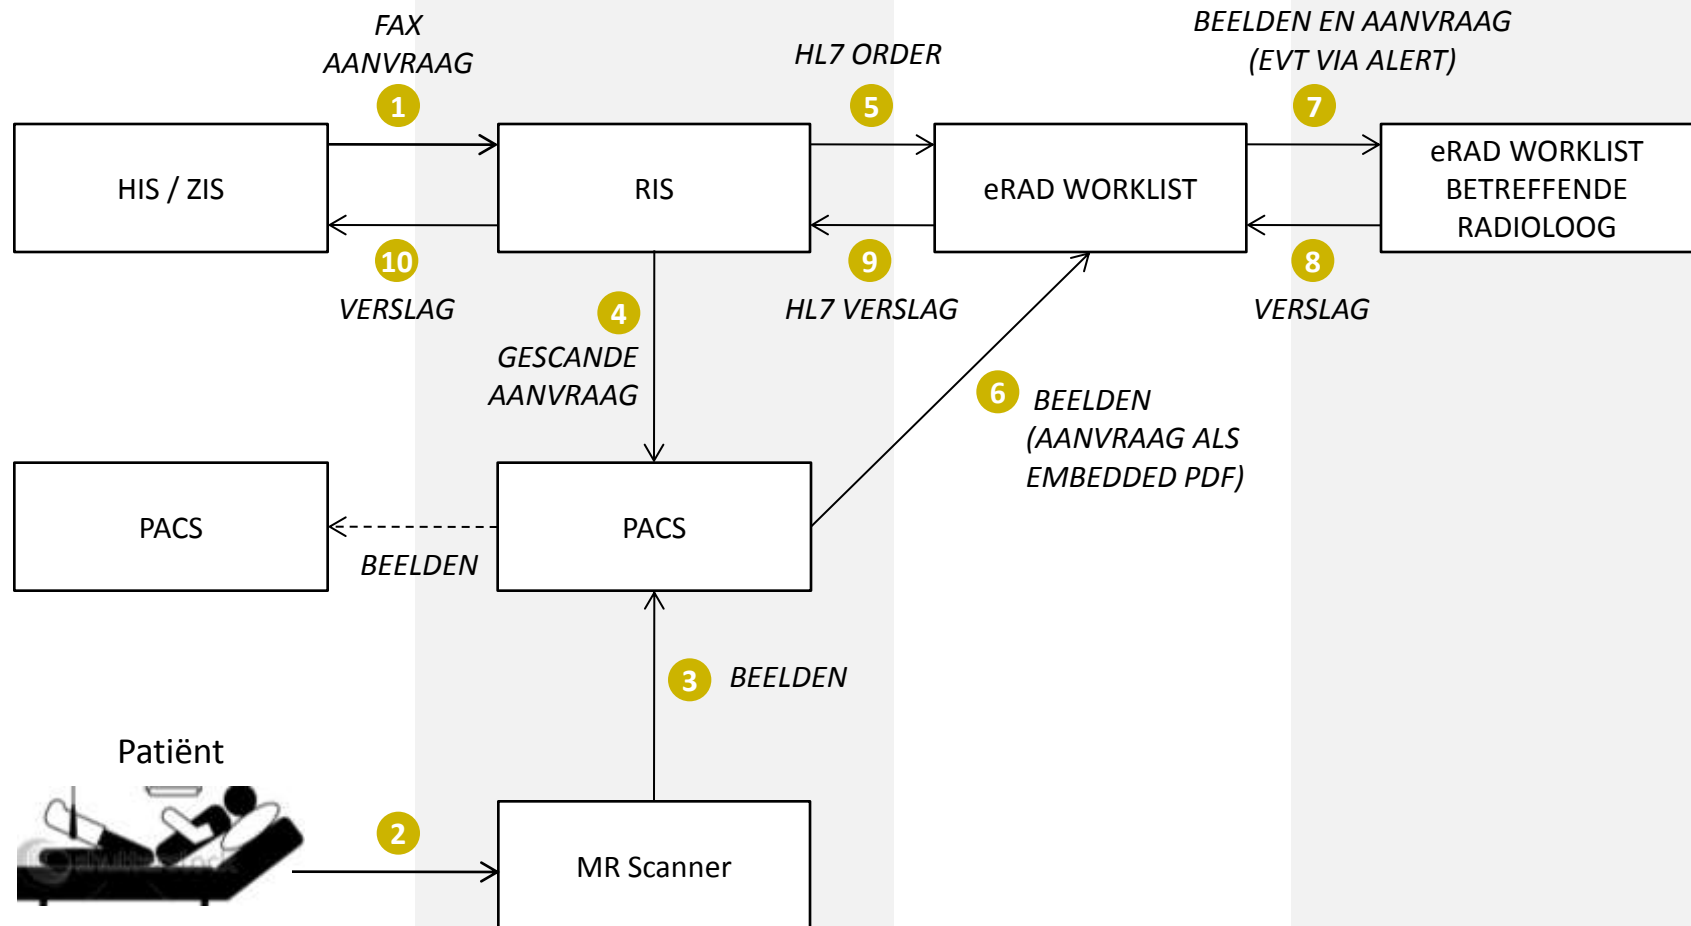 FAX
AANVRAAG
1
HL7 ORDER
5
BEELDEN EN AANVRAAG
(EVT VIA ALERT)
7
HIS / ZIS
RIS
eRAD WORKLIST
eRAD WORKLIST
BETREFFENDE
RADIOLOOG
10
VERSLAG
9
HL7 VERSLAG
8
VERSLAG
4
GESCANDE
AANVRAAG
6
BEELDEN
(AANVRAAG ALS
EMBEDDED PDF)
PACS
BEELDEN
PACS
3
BEELDEN
Patiënt
2
MR Scanner